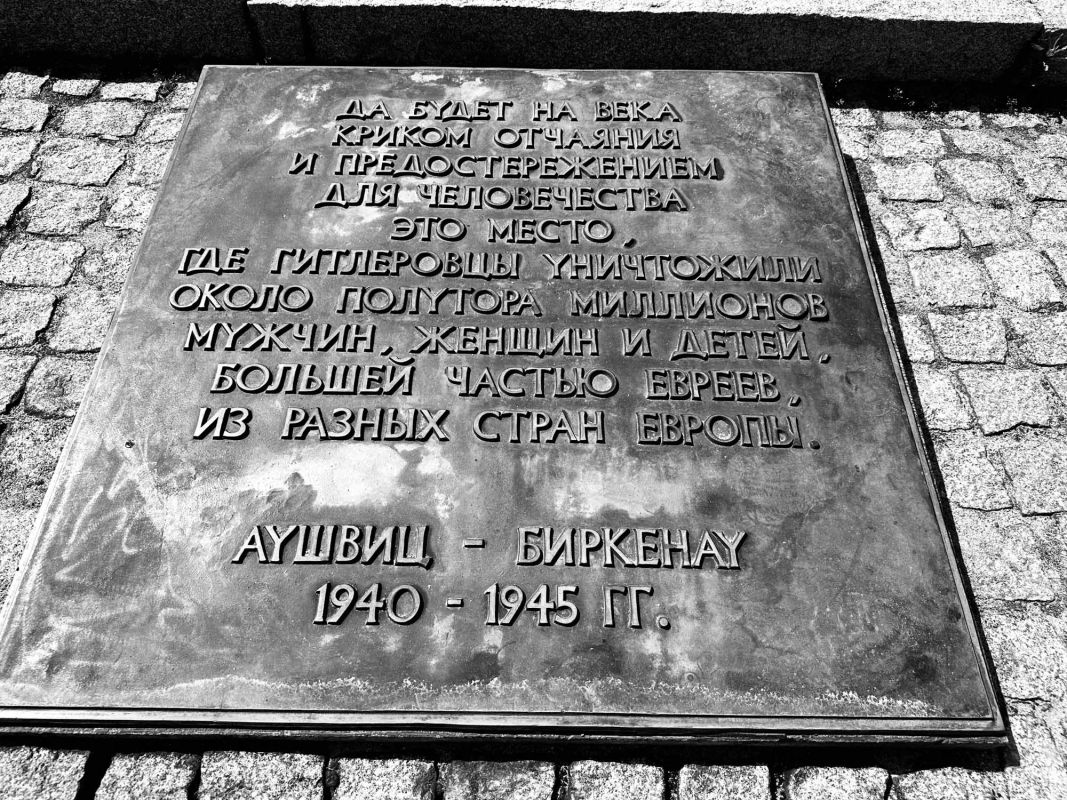 ДА БУДЕТ НА ВЕКА
КРИКОМ ОТЧАЯНИЯ
И ПРЕДОСТЕРЕЖЕНИЕМ
ДЛЯ ЧЕЛОВЕЧЕСТВА
ЭТО МЕСТО,
ГДЕ ГИТЛЕРОВЦЫ УНИЧТОЖИЛИ
ОКОЛО ПОЛУТОРА МИЛЛИОНОВ
МУЖЧИН, ЖЕНЩИН И ДЕТЕЙ,
БОЛЬШЕЙ ЧАСТЬЮ ЕВРЕЕВ,
ИЗ РАЗНЫХ СТРАН ЕВРОПЫ.
АУШВИЦ - БИРКЕНАУ
1940 - 1945 ГГ.